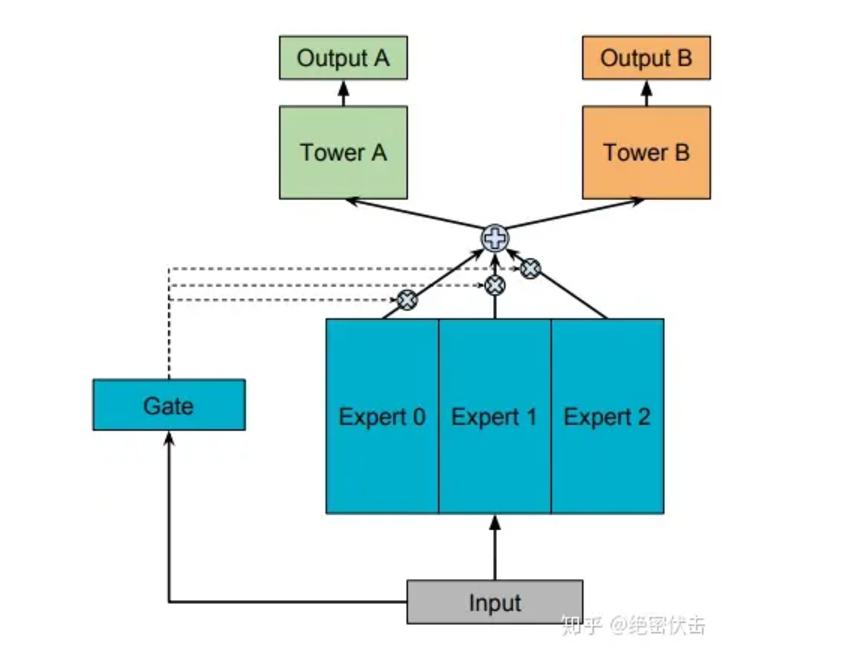 Output A
Output B
Tower A
Tower B
Gate
Expert 0
Expert 1
Expert 2
Input
知乎 @绝密伏击